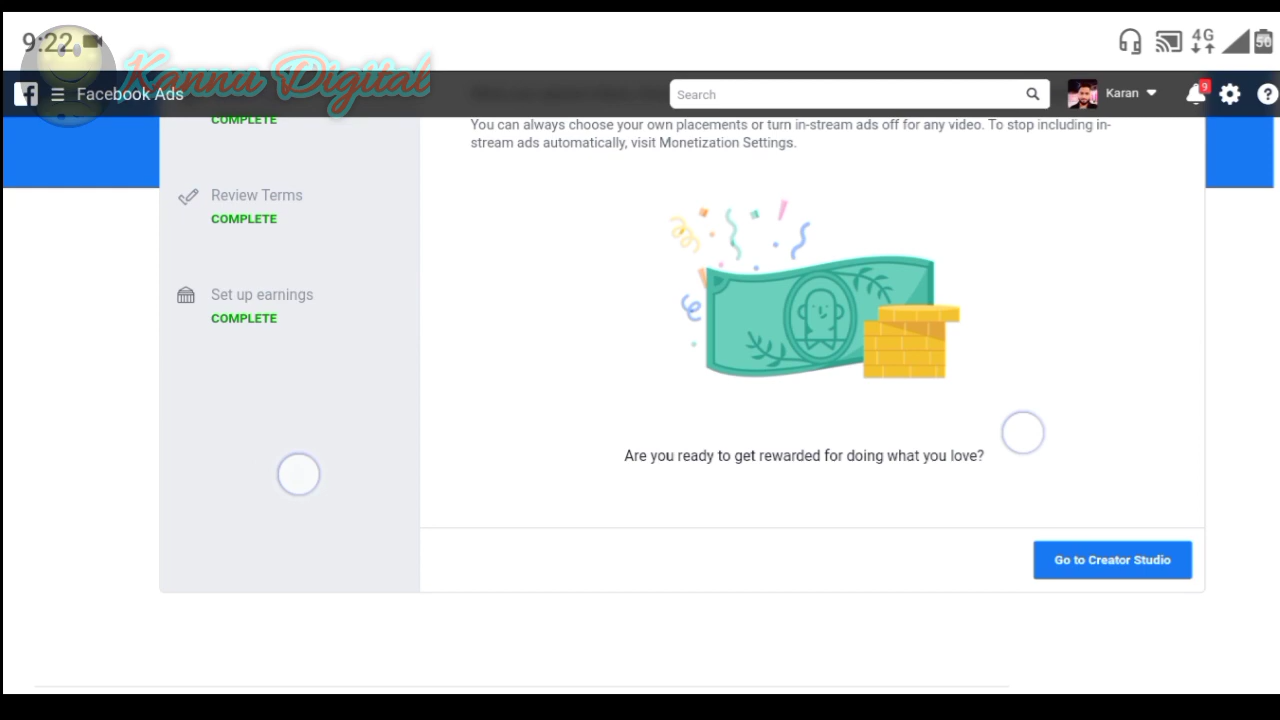 9:22
4G
50
Kannu Digital
Facebook Ads
Search
Karan
9
?
COMPLETE
You can always choose your own placements or turn in-stream ads off for any video. To stop including in-
stream ads automatically, visit Monetization Settings.
Review Terms
COMPLETE
Set up earnings
COMPLETE
Are you ready to get rewarded for doing what you love?
Go to Creator Studio